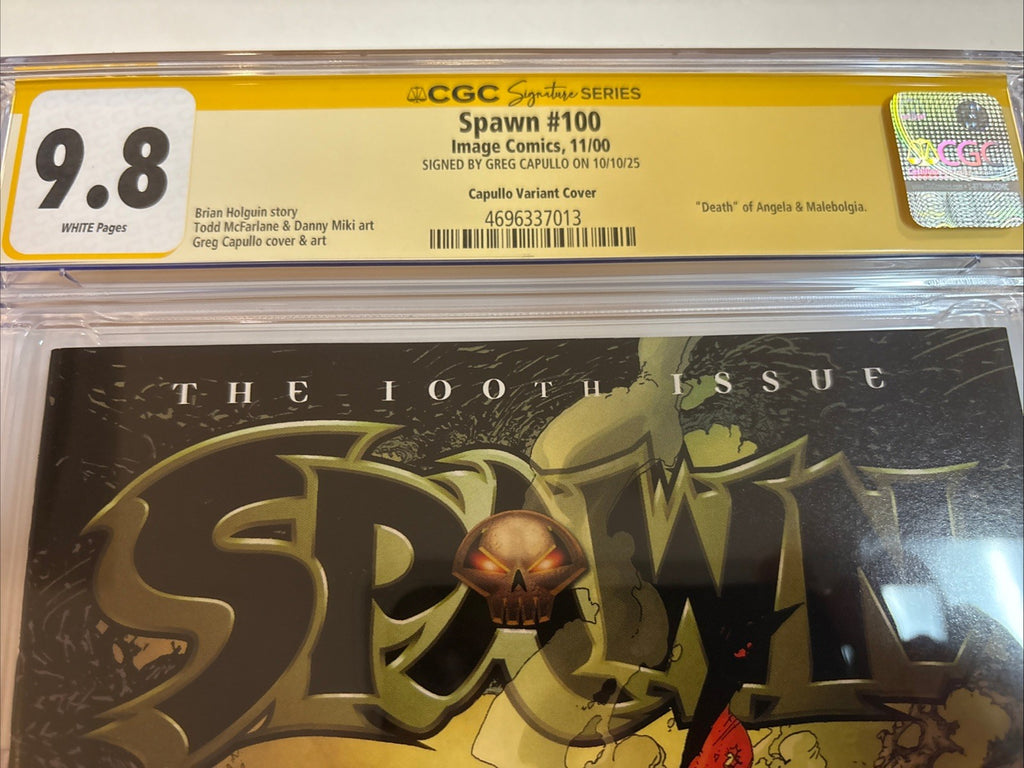 CGC Signature SERIES
Spawn #100
Image Comics, 11/00
SIGNED BY GREG CAPULLO ON 10/10/25
Capullo Variant Cover
4696337013
9.8
WHITE Pages
Brian Holguin story
Todd McFarlane & Danny Miki art
Greg Capullo cover & art
"Death" of Angela & Malebolgia.
CGC
THE 100TH ISSUE
SPAWN